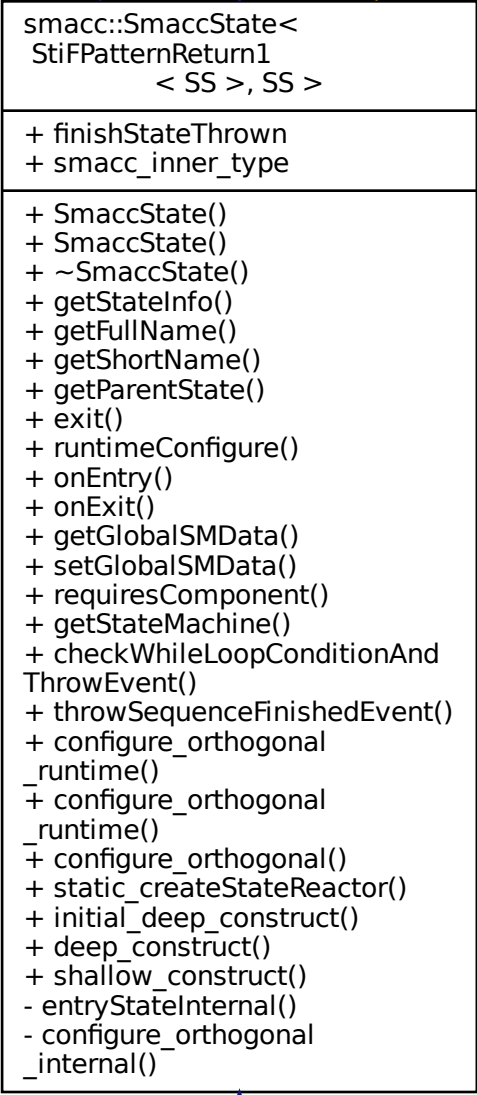 smacc::SmaccState<
StiFPatternReturn1
< SS >, SS >
+ finishStateThrown
+ smacc_inner_type
+ SmaccState()
+ SmaccState()
+ ~SmaccState()
+ getStateInfo()
+ getFullName()
+ getShortName()
+ getParentState()
+ exit()
+ runtimeConfigure()
+ onEntry()
+ onExit()
+ getGlobalSMData()
+ setGlobalSMData()
+ requiresComponent()
+ getStateMachine()
+ checkWhileLoopConditionAnd
ThrowEvent()
+ throwSequenceFinishedEvent()
+ configure_orthogonal
_runtime()
+ configure_orthogonal
_runtime()
+ configure_orthogonal()
+ static_createStateReactor()
+ initial_deep_construct()
+ deep_construct()
+ shallow_construct()
- entryStateInternal()
- configure_orthogonal
_internal()